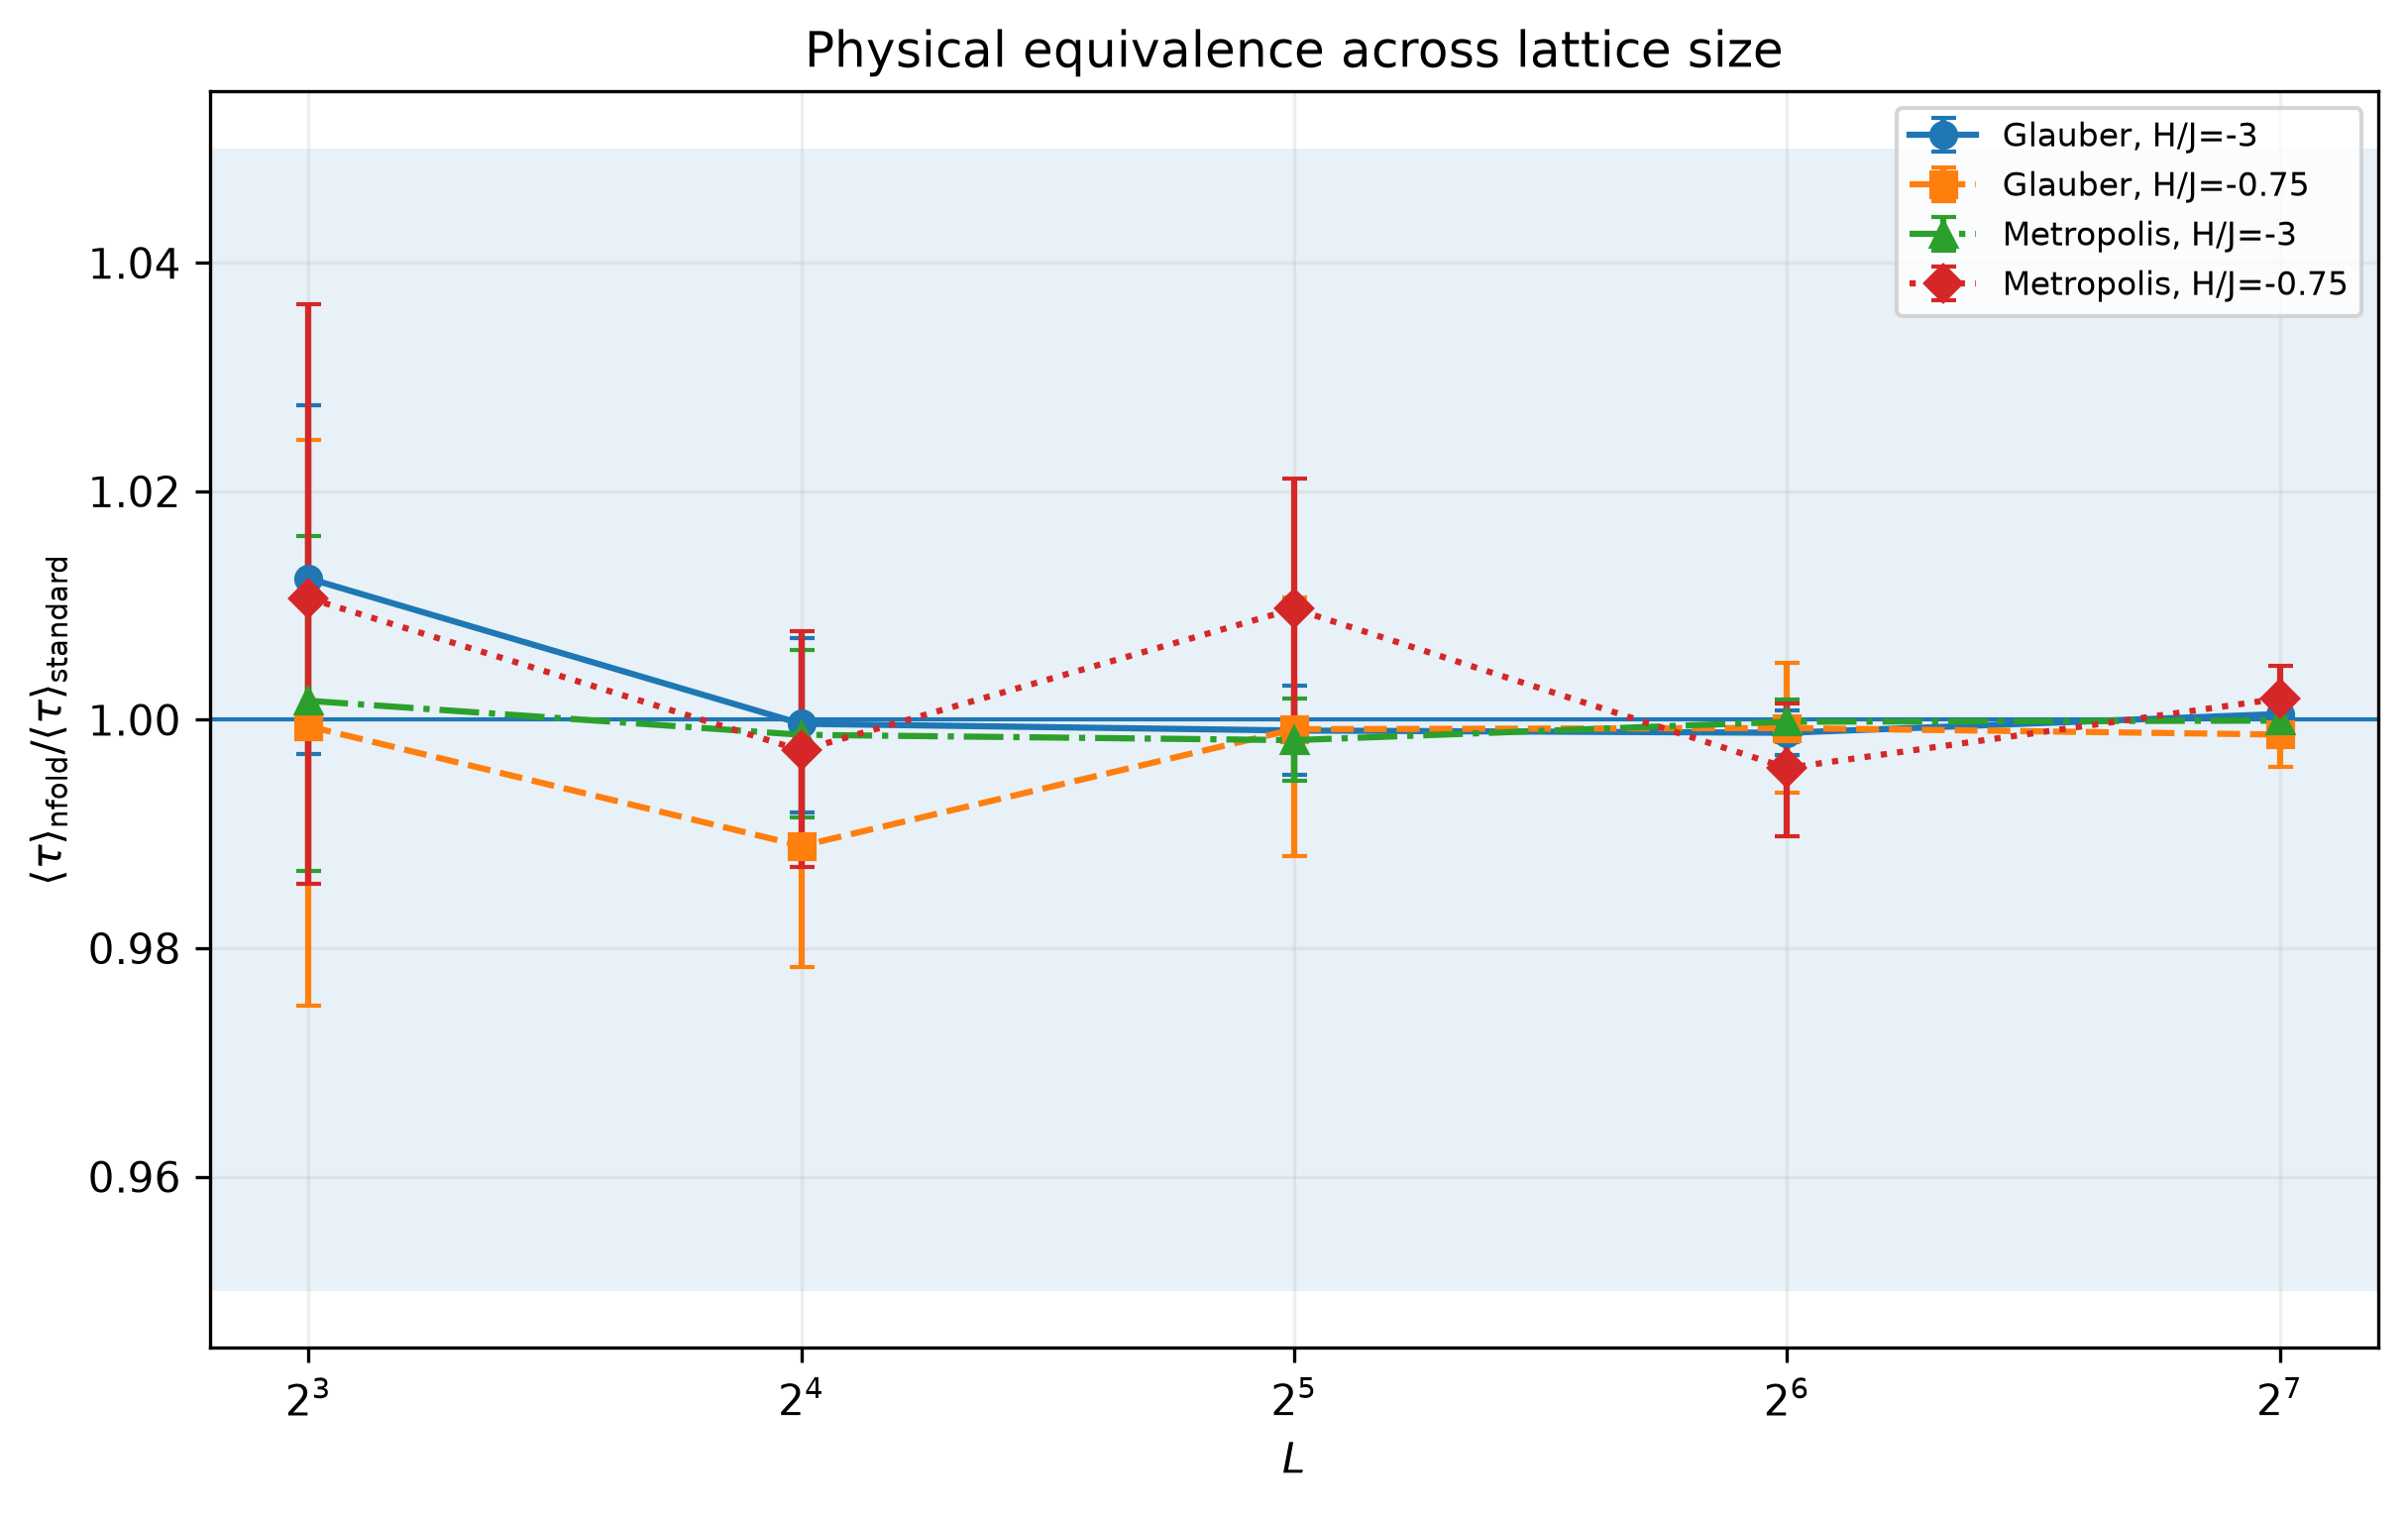 Physical equivalence across lattice size
Glauber, H/J=-3
Glauber, H/J=-0.75
Metropolis, H/J=-3
Metropolis, H/J=-0.75
⟨τ⟩nfold/⟨τ⟩standard
1.04
1.02
1.00
0.98
0.96
2³ 2⁴ 2⁵ 2⁶ 2⁷
L